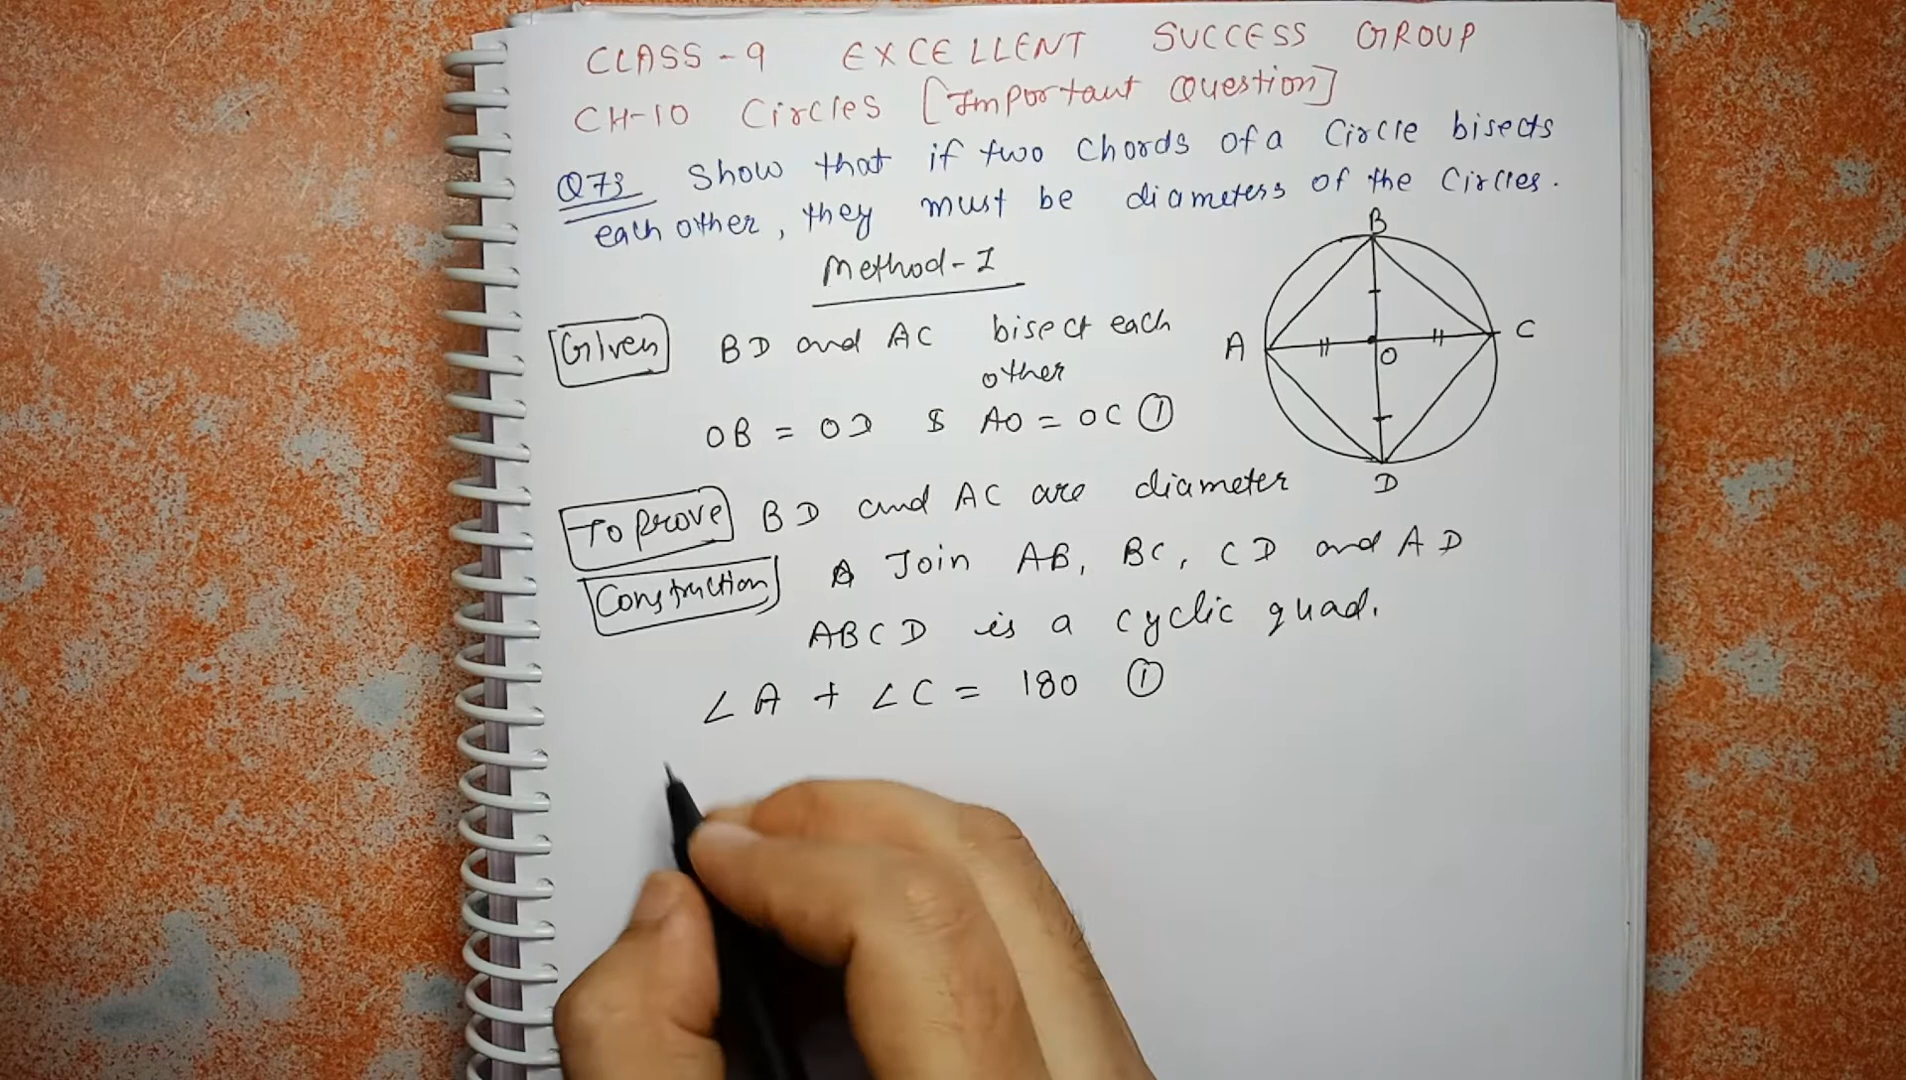 CLASS-9 EXCELLENT SUCCESS GROUP
CH-10 Circles [Important Question]
Q73 Show that if two Chords of a Circle bisects
each other, they must be diameters of the Circles.
Method-I
Given BD and AC bisect each
other
OB = OD & AO = OC ①
To prove BD and AC are diameter
Construction Join AB, BC, CD and AD
ABCD is a cyclic quad.
∠A + ∠C = 180 ①
B
A
O
C
D